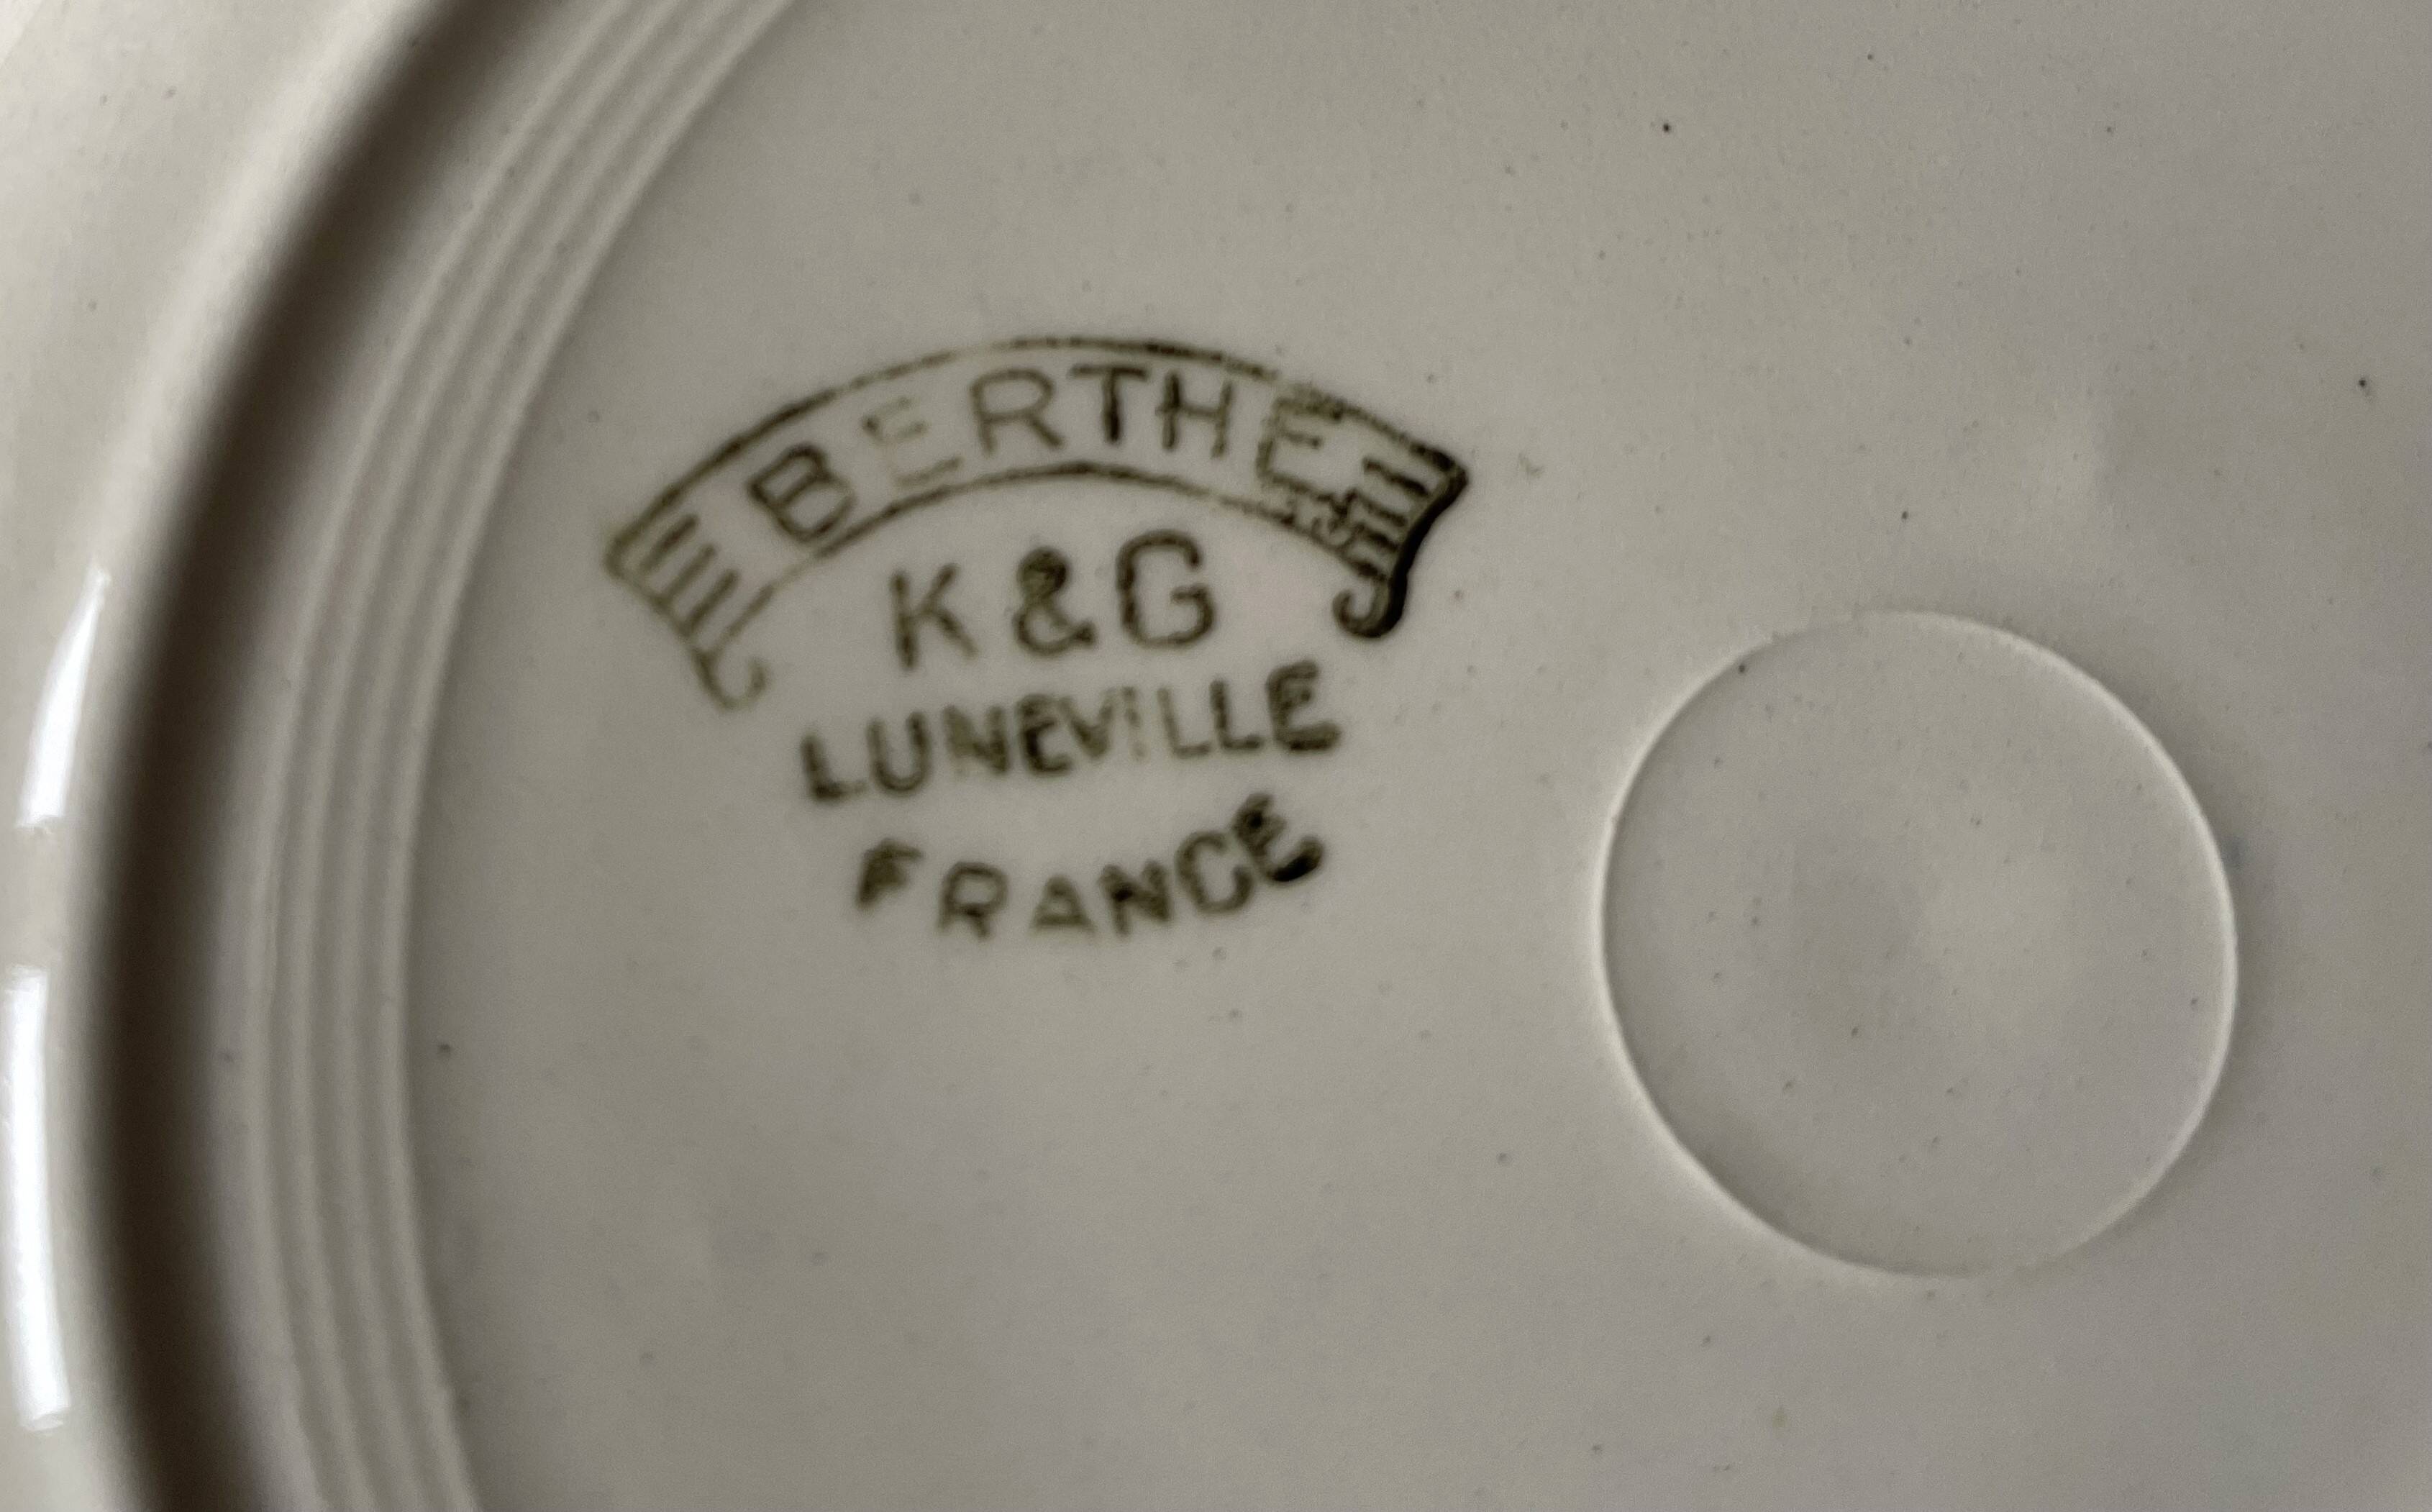 BERTHE
K & G
LUNEVILLE
FRANCE